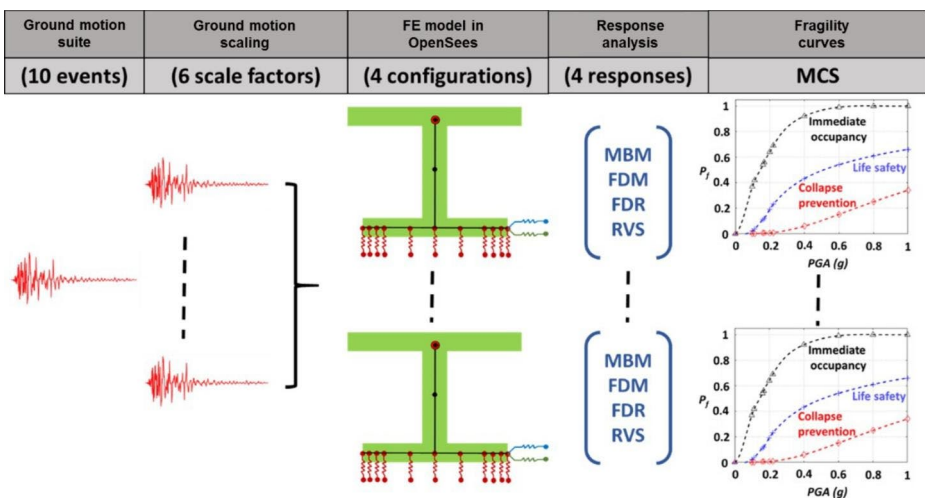 Ground motion
suite
Ground motion
scaling
FE model in
OpenSees
Response
analysis
Fragility
curves
(10 events)
(6 scale factors)
(4 configurations)
(4 responses)
MCS
MBM
FDM
FDR
RVS
1
0.8
0.6
0.4
0.2
0
Pf
Immediate
occupancy
Life safety
Collapse
prevention
0
0.2
0.4
0.6
0.8
1
PGA (g)
MBM
FDM
FDR
RVS
1
0.8
0.6
0.4
0.2
0
Pf
Immediate
occupancy
Life safety
Collapse
prevention
0
0.2
0.4
0.6
0.8
1
PGA (g)